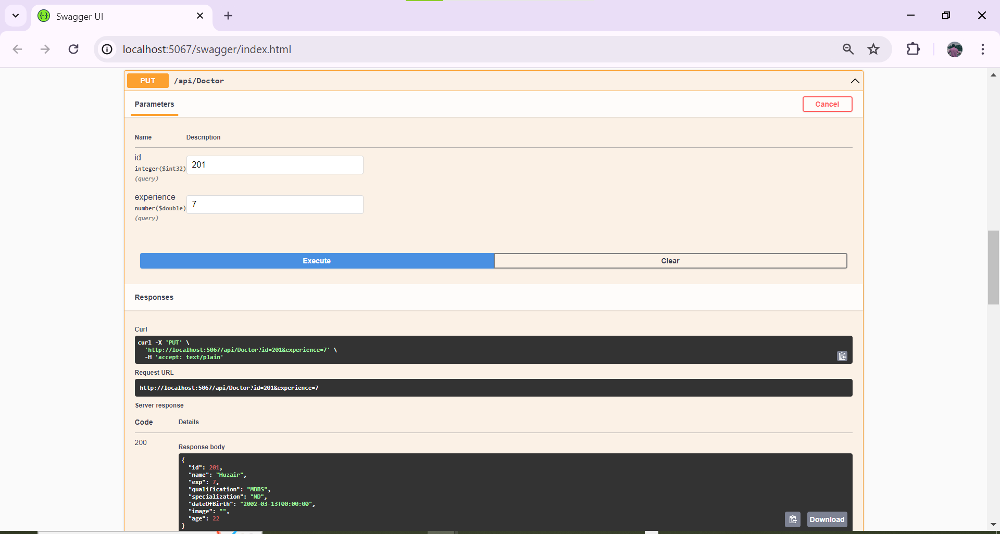 Swagger UI
localhost:5067/swagger/index.html
PUT /api/Doctor
Parameters
Cancel
Name Description
id
integer($int32)
(query)
201
experience
number($double)
(query)
7
Execute Clear
Responses
Curl
curl -X 'PUT' \
'http://localhost:5067/api/Doctor?id=201&experience=7' \
-H 'accept: text/plain'
Request URL
http://localhost:5067/api/Doctor?id=201&experience=7
Server response
Code Details
200
Response body
{
"id": 201,
"name": "Huzair",
"exp": 7,
"qualification": "MBBS",
"specialization": "MD",
"dateOfBirth": "2002-03-13T00:00:00",
"image": "",
"age": 22
}
Download